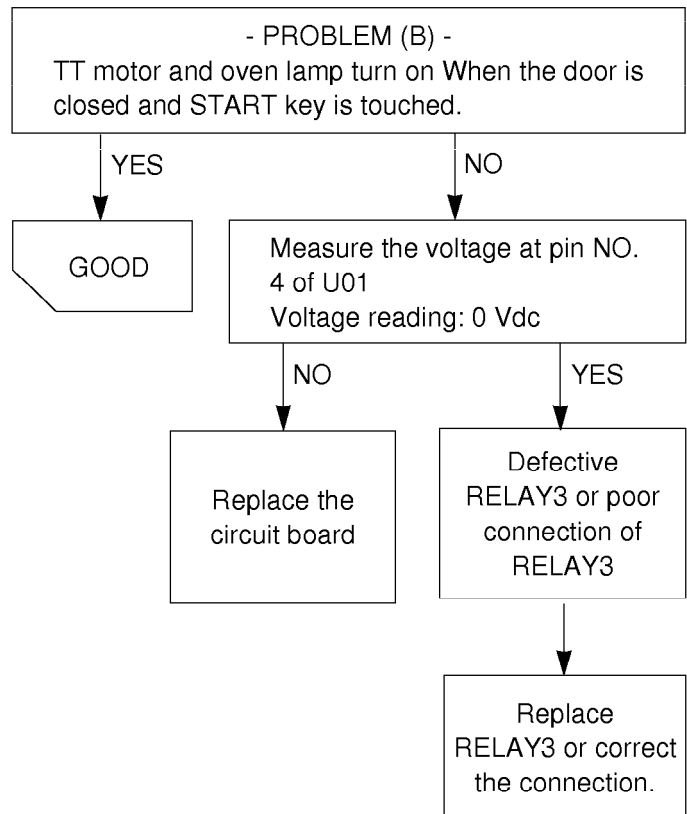 - PROBLEM (B) -
TT motor and oven lamp turn on When the door is
closed and START key is touched.
YES
NO
GOOD
Measure the voltage at pin NO.
4 of U01
Voltage reading: 0 Vdc
NO
YES
Replace the
circuit board
Defective
RELAY3 or poor
connection of
RELAY3
Replace
RELAY3 or correct
the connection.